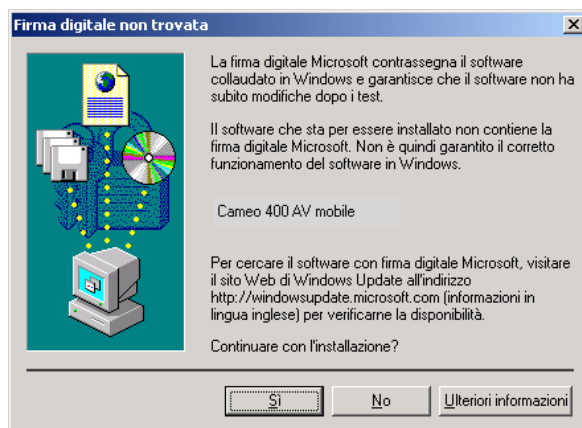 Firma digitale non trovata
La firma digitale Microsoft contrassegna il software
collaudato in Windows e garantisce che il software non ha
subito modifiche dopo i test.
Il software che sta per essere installato non contiene la
firma digitale Microsoft. Non è quindi garantito il corretto
funzionamento del software in Windows.
Cameo 400 AV mobile
Per cercare il software con firma digitale Microsoft, visitare
il sito Web di Windows Update all'indirizzo
http://windowsupdate.microsoft.com (informazioni in
lingua inglese) per verificarne la disponibilità.
Continuare con l'installazione?
Sì
No
Ulteriori informazioni